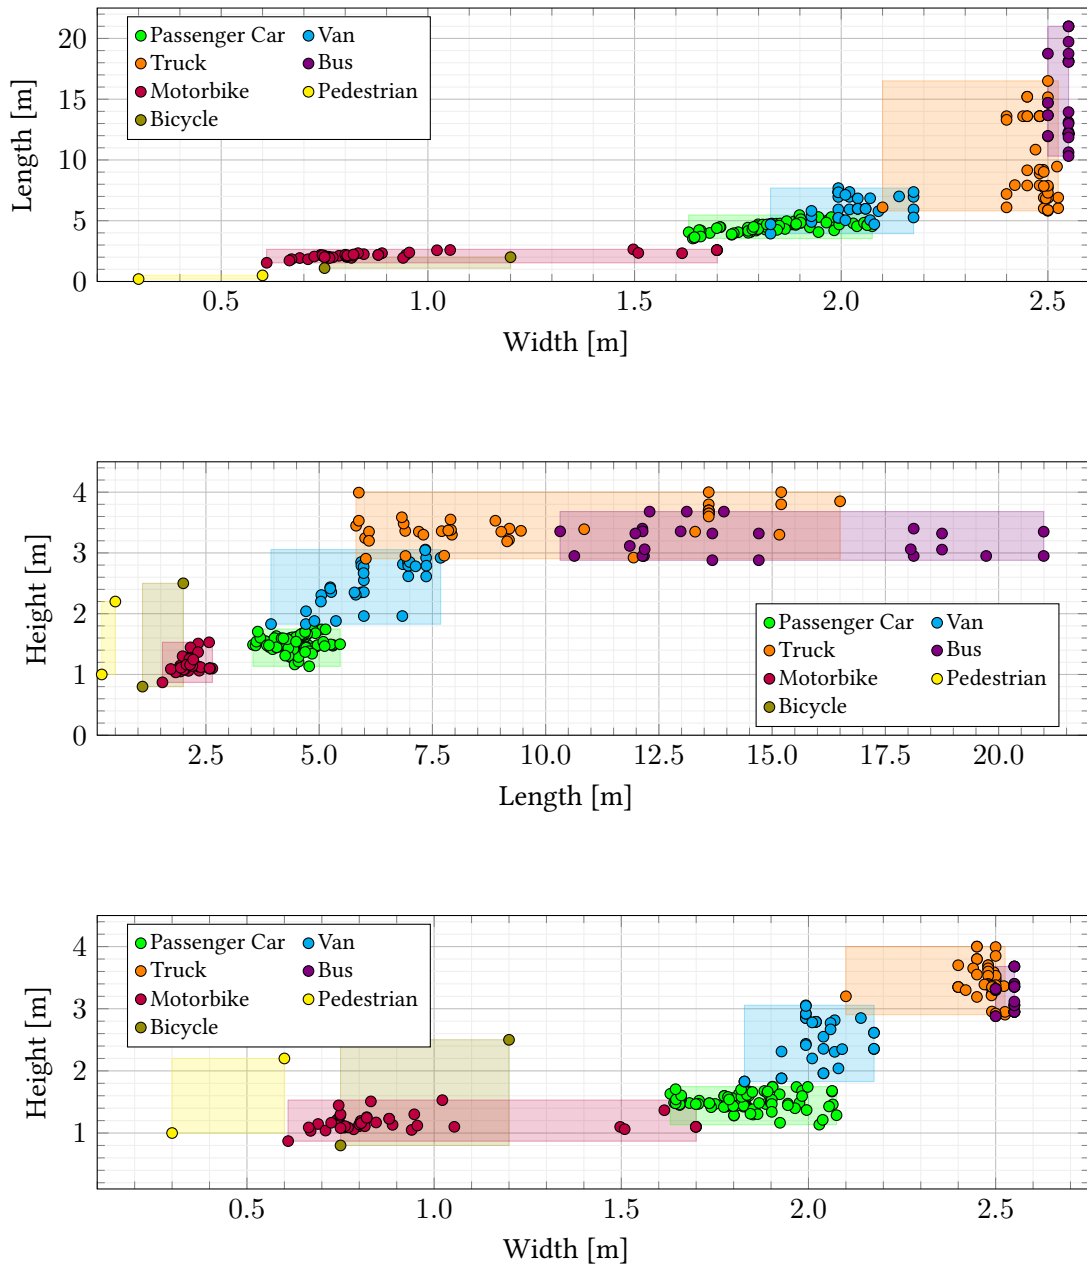 Passenger Car Van
Truck Bus
Motorbike Pedestrian
Bicycle
20
15
10
5
0
Length [m]
0.5 1.0 1.5 2.0 2.5
Width [m]
4
3
2
1
0
Height [m]
Passenger Car Van
Truck Bus
Motorbike Pedestrian
Bicycle
2.5 5.0 7.5 10.0 12.5 15.0 17.5 20.0
Length [m]
Passenger Car Van
Truck Bus
Motorbike Pedestrian
Bicycle
4
3
2
1
Height [m]
0.5 1.0 1.5 2.0 2.5
Width [m]